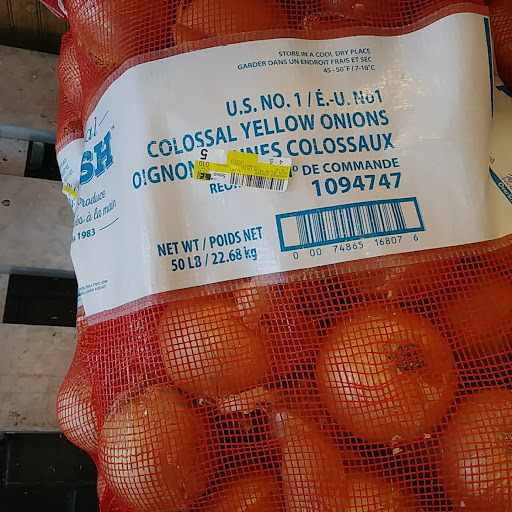 STORE IN A COOL DRY PLACE
GARDER DANS UN ENDROIT FRAIS ET SEC
45-50°F / 7-10°C
U.S. NO. 1 / É.-U. No1
COLOSSAL YELLOW ONIONS
COLOSSAUX
DE COMMANDE
1094747
NET WT / POIDS NET
50 LB / 22.68 kg
0 00 74865 16807 6
SH
Produce
à la main
1983